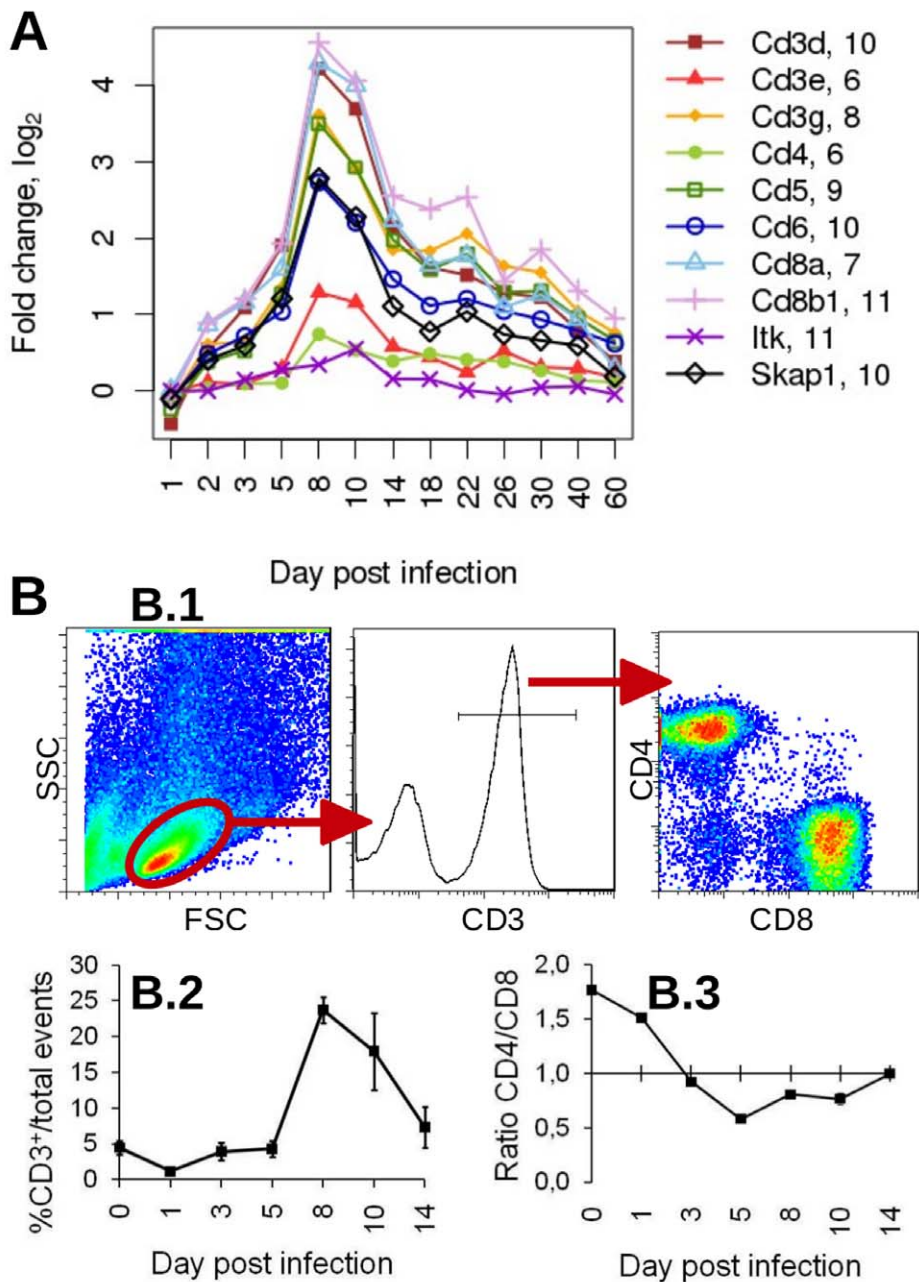 A
Fold change, log2
4
3
2
1
0
1 2 3 5 8 10 14 18 22 26 30 40 60
Day post infection
Cd3d, 10
Cd3e, 6
Cd3g, 8
Cd4, 6
Cd5, 9
Cd6, 10
Cd8a, 7
Cd8b1, 11
Itk, 11
Skap1, 10
B
B.1
SSC
FSC
CD3
CD4
CD8
B.2
%CD3+/total events
30
25
20
15
10
5
0
0 1 3 5 8 10 14
Day post infection
B.3
Ratio CD4/CD8
2,0
1,5
1,0
0,5
0,0
0 1 3 5 8 10 14
Day post infection